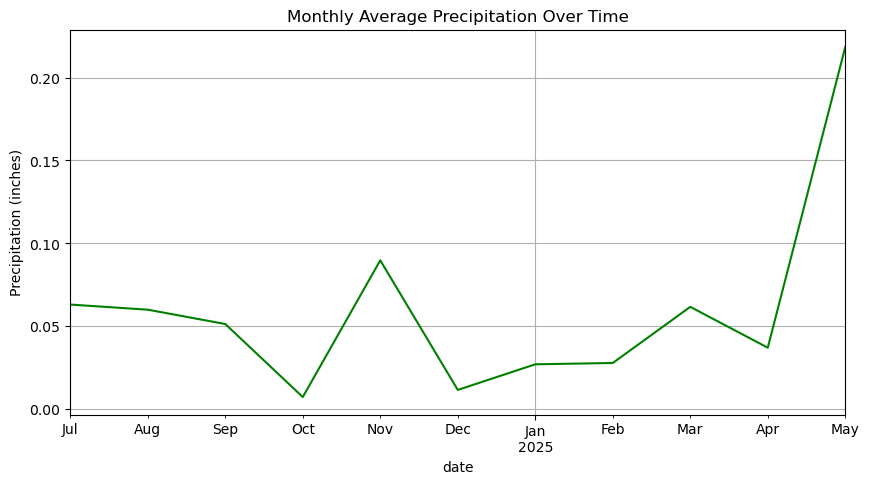 Monthly Average Precipitation Over Time
Precipitation (inches)
0.20
0.15
0.10
0.05
0.00
Jul Aug Sep Oct Nov Dec Jan Feb Mar Apr May
2025
date